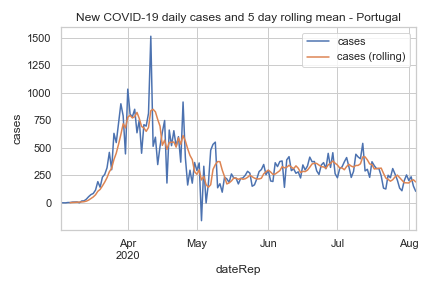 New COVID-19 daily cases and 5 day rolling mean - Portugal
cases
cases (rolling)
1500
1250
1000
750
500
250
0
cases
Apr
2020
May
Jun
Jul
Aug
dateRep